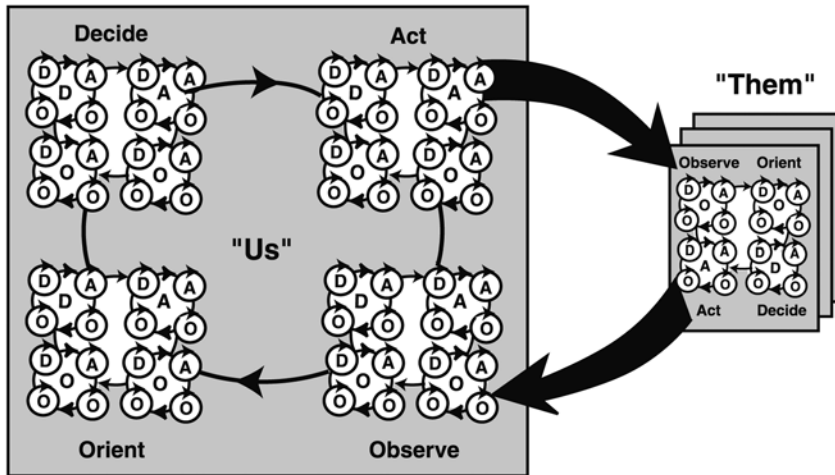 Decide Act
D A D A D A D A
D A D A
O O O O O O O O
D A D A D A D A
O O O O
O O O O O O O O
"Us"
D A D A D A D A
D A D A
O O O O O O O O
D A D A D A D A
O O O O
O O O O O O O O
Orient Observe
"Them"
Observe Orient
D A D A
O O
O O O O
D A D A
A D
O O O O
Act Decide